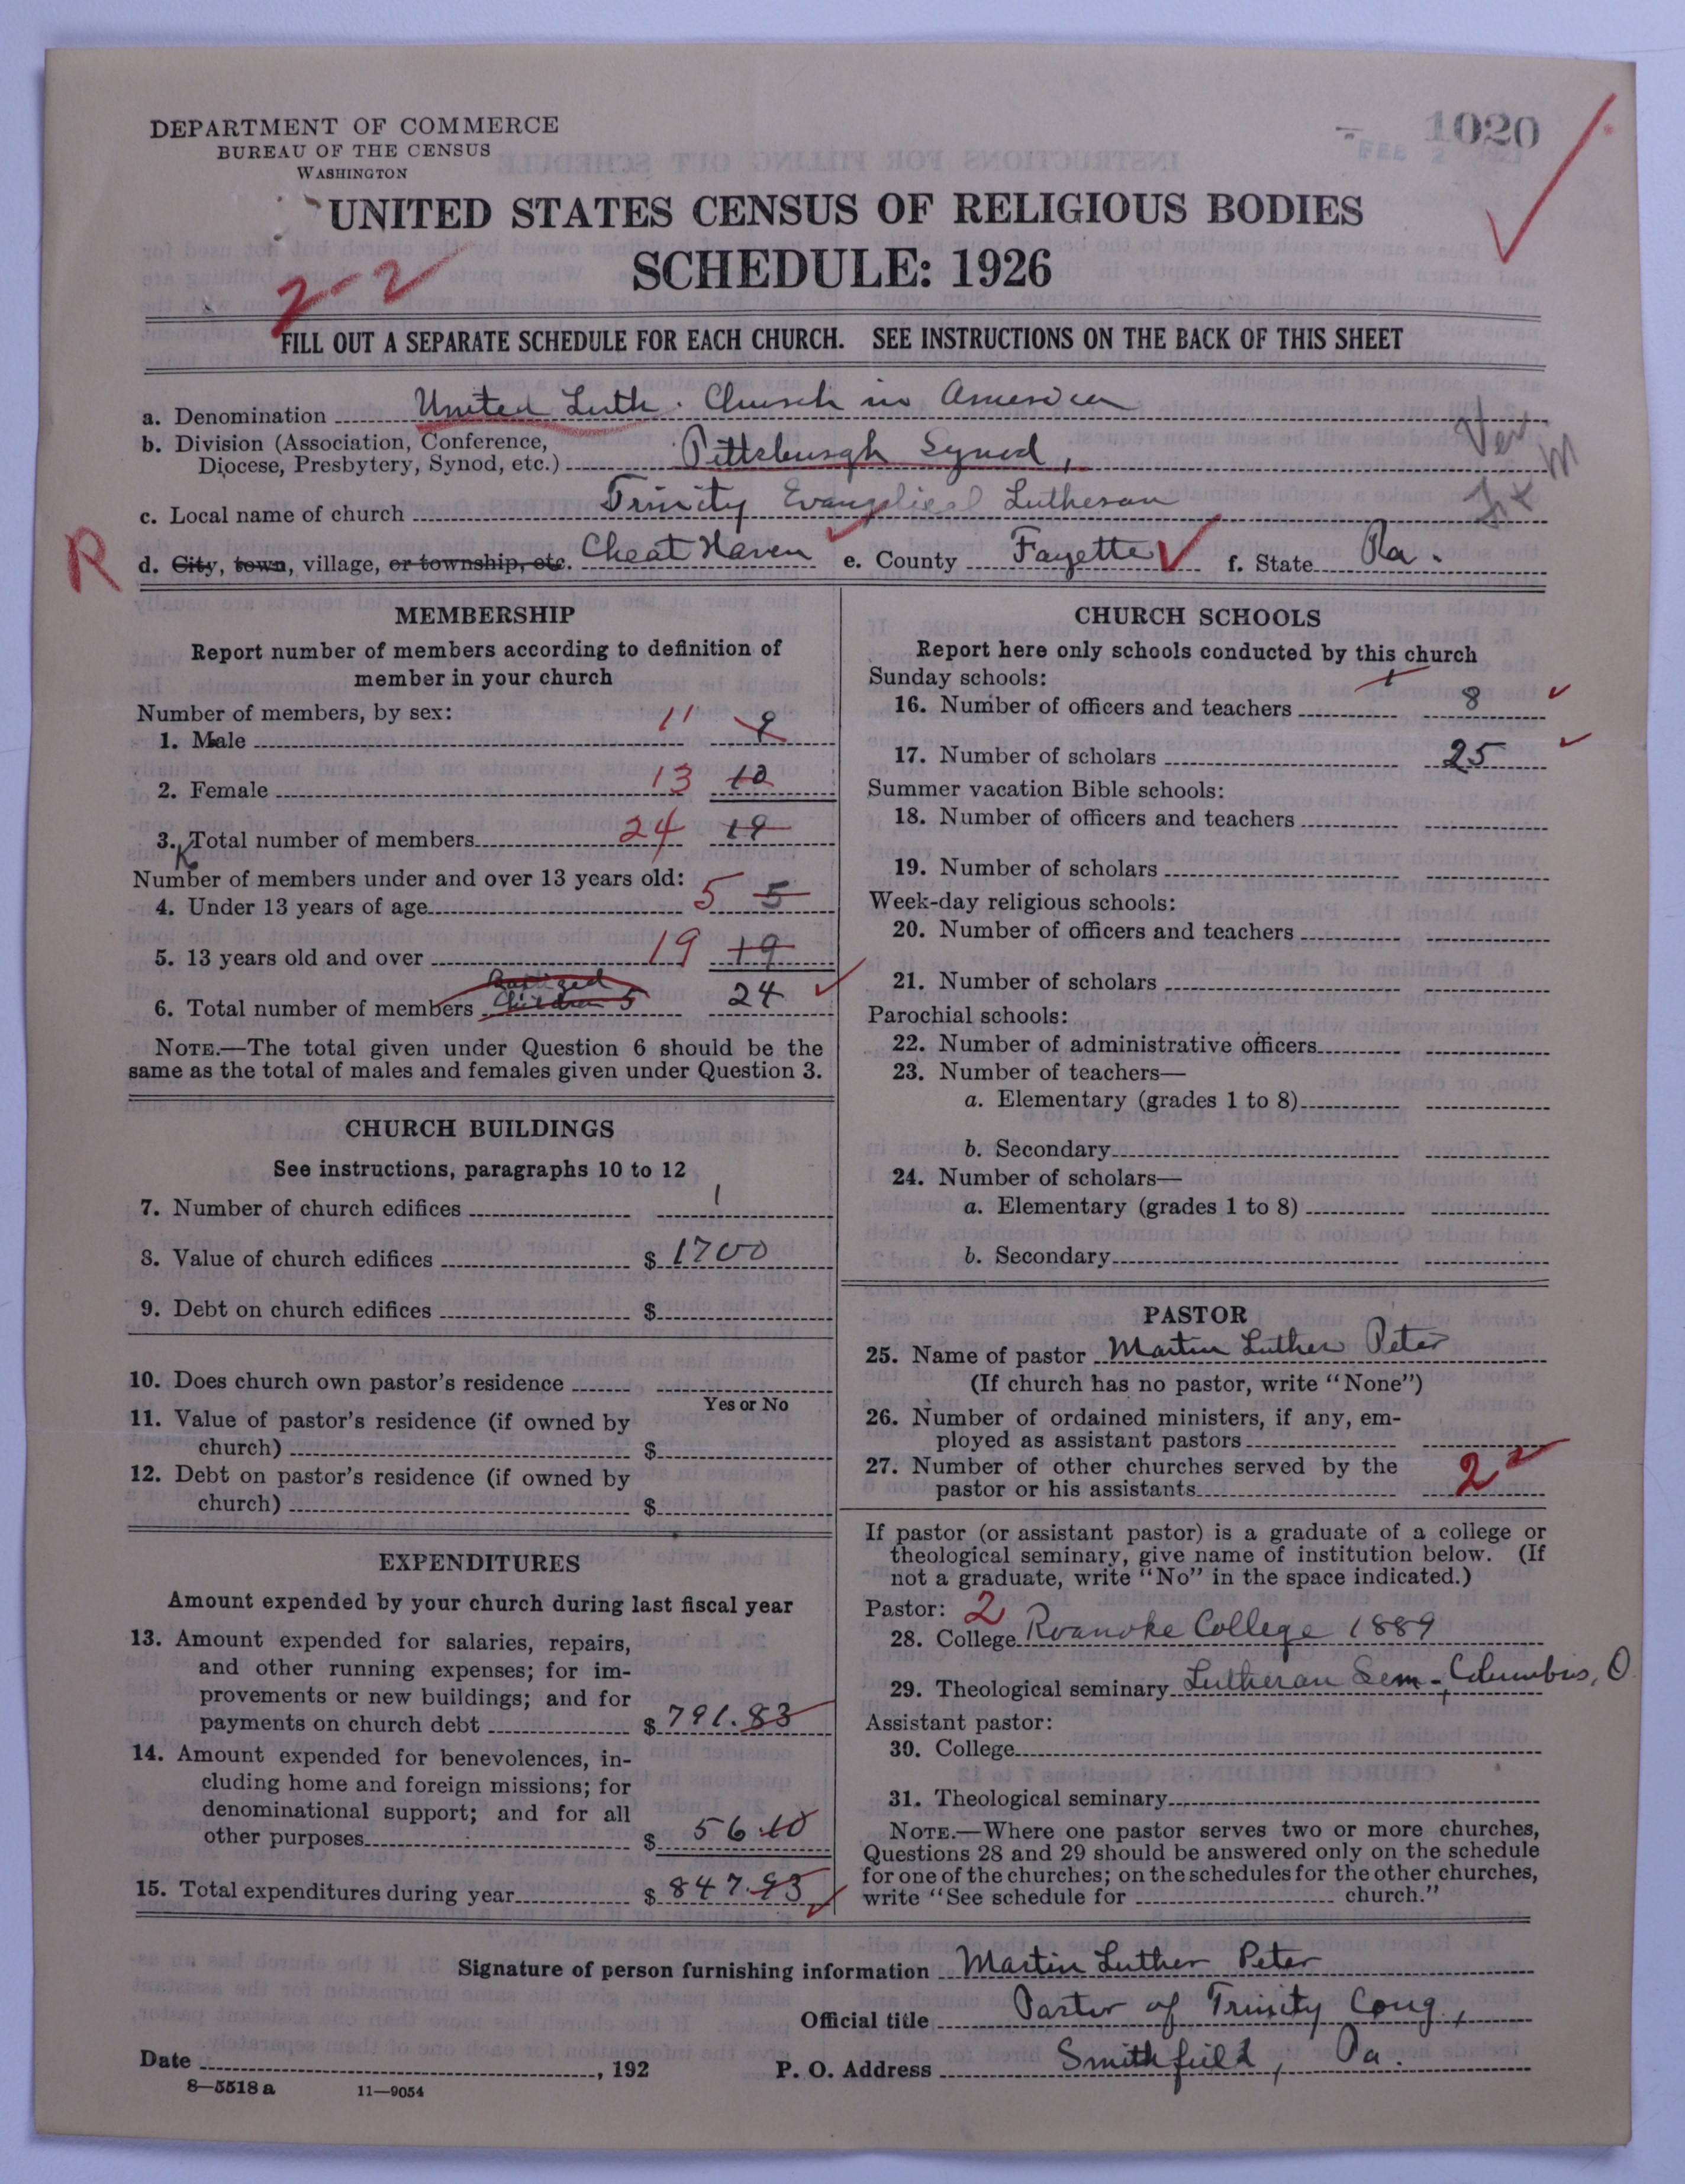 DEPARTMENT OF COMMERCE
BUREAU OF THE CENSUS
WASHINGTON
1020
FEB 2
UNITED STATES CENSUS OF RELIGIOUS BODIES
SCHEDULE: 1926
2-2
FILL OUT A SEPARATE SCHEDULE FOR EACH CHURCH. SEE INSTRUCTIONS ON THE BACK OF THIS SHEET
a. Denomination United Luth. Church in America
b. Division (Association, Conference,
Diocese, Presbytery, Synod, etc.) Pittsburgh Synod,
Ver
c. Local name of church Trinity Evangelical Lutheran
R d. City, town, village, or township, etc. Cheat Haven e. County Fayette f. State Pa.
MEMBERSHIP
Report number of members according to definition of
member in your church
Number of members, by sex:
1. Male 11 9
2. Female 13 10
3. Total number of members 24 19
Number of members under and over 13 years old:
4. Under 13 years of age 5 5
5. 13 years old and over 19 19
Baptized
6. Total number of members Children 5 24
NOTE.—The total given under Question 6 should be the
same as the total of males and females given under Question 3.
CHURCH BUILDINGS
See instructions, paragraphs 10 to 12
7. Number of church edifices 1
8. Value of church edifices $ 1700
9. Debt on church edifices $
10. Does church own pastor's residence
Yes or No
11. Value of pastor's residence (if owned by
church) $
12. Debt on pastor's residence (if owned by
church) $
EXPENDITURES
Amount expended by your church during last fiscal year
13. Amount expended for salaries, repairs,
and other running expenses; for im-
provements or new buildings; and for
payments on church debt $ 791.83
14. Amount expended for benevolences, in-
cluding home and foreign missions; for
denominational support; and for all
other purposes $ 56.10
15. Total expenditures during year $ 847.93
CHURCH SCHOOLS
Report here only schools conducted by this church
Sunday schools: 1
16. Number of officers and teachers 8
17. Number of scholars 25
Summer vacation Bible schools:
18. Number of officers and teachers
19. Number of scholars
Week-day religious schools:
20. Number of officers and teachers
21. Number of scholars
Parochial schools:
22. Number of administrative officers
23. Number of teachers—
a. Elementary (grades 1 to 8)
b. Secondary
24. Number of scholars—
a. Elementary (grades 1 to 8)
b. Secondary
PASTOR
25. Name of pastor Martin Luther Peter
(If church has no pastor, write "None")
26. Number of ordained ministers, if any, em-
ployed as assistant pastors
27. Number of other churches served by the
pastor or his assistants 2
If pastor (or assistant pastor) is a graduate of a college or
theological seminary, give name of institution below. (If
not a graduate, write "No" in the space indicated.)
Pastor: 2
28. College Roanoke College 1889
29. Theological seminary Lutheran Sem-, Columbus, O
Assistant pastor:
30. College
31. Theological seminary
NOTE.—Where one pastor serves two or more churches,
Questions 28 and 29 should be answered only on the schedule
for one of the churches; on the schedules for the other churches,
write "See schedule for church."
Signature of person furnishing information Martin Luther Peter
Official title Pastor of Trinity Cong.,
Date , 192 P. O. Address Smithfield, Pa.
8—5518 a 11—9054